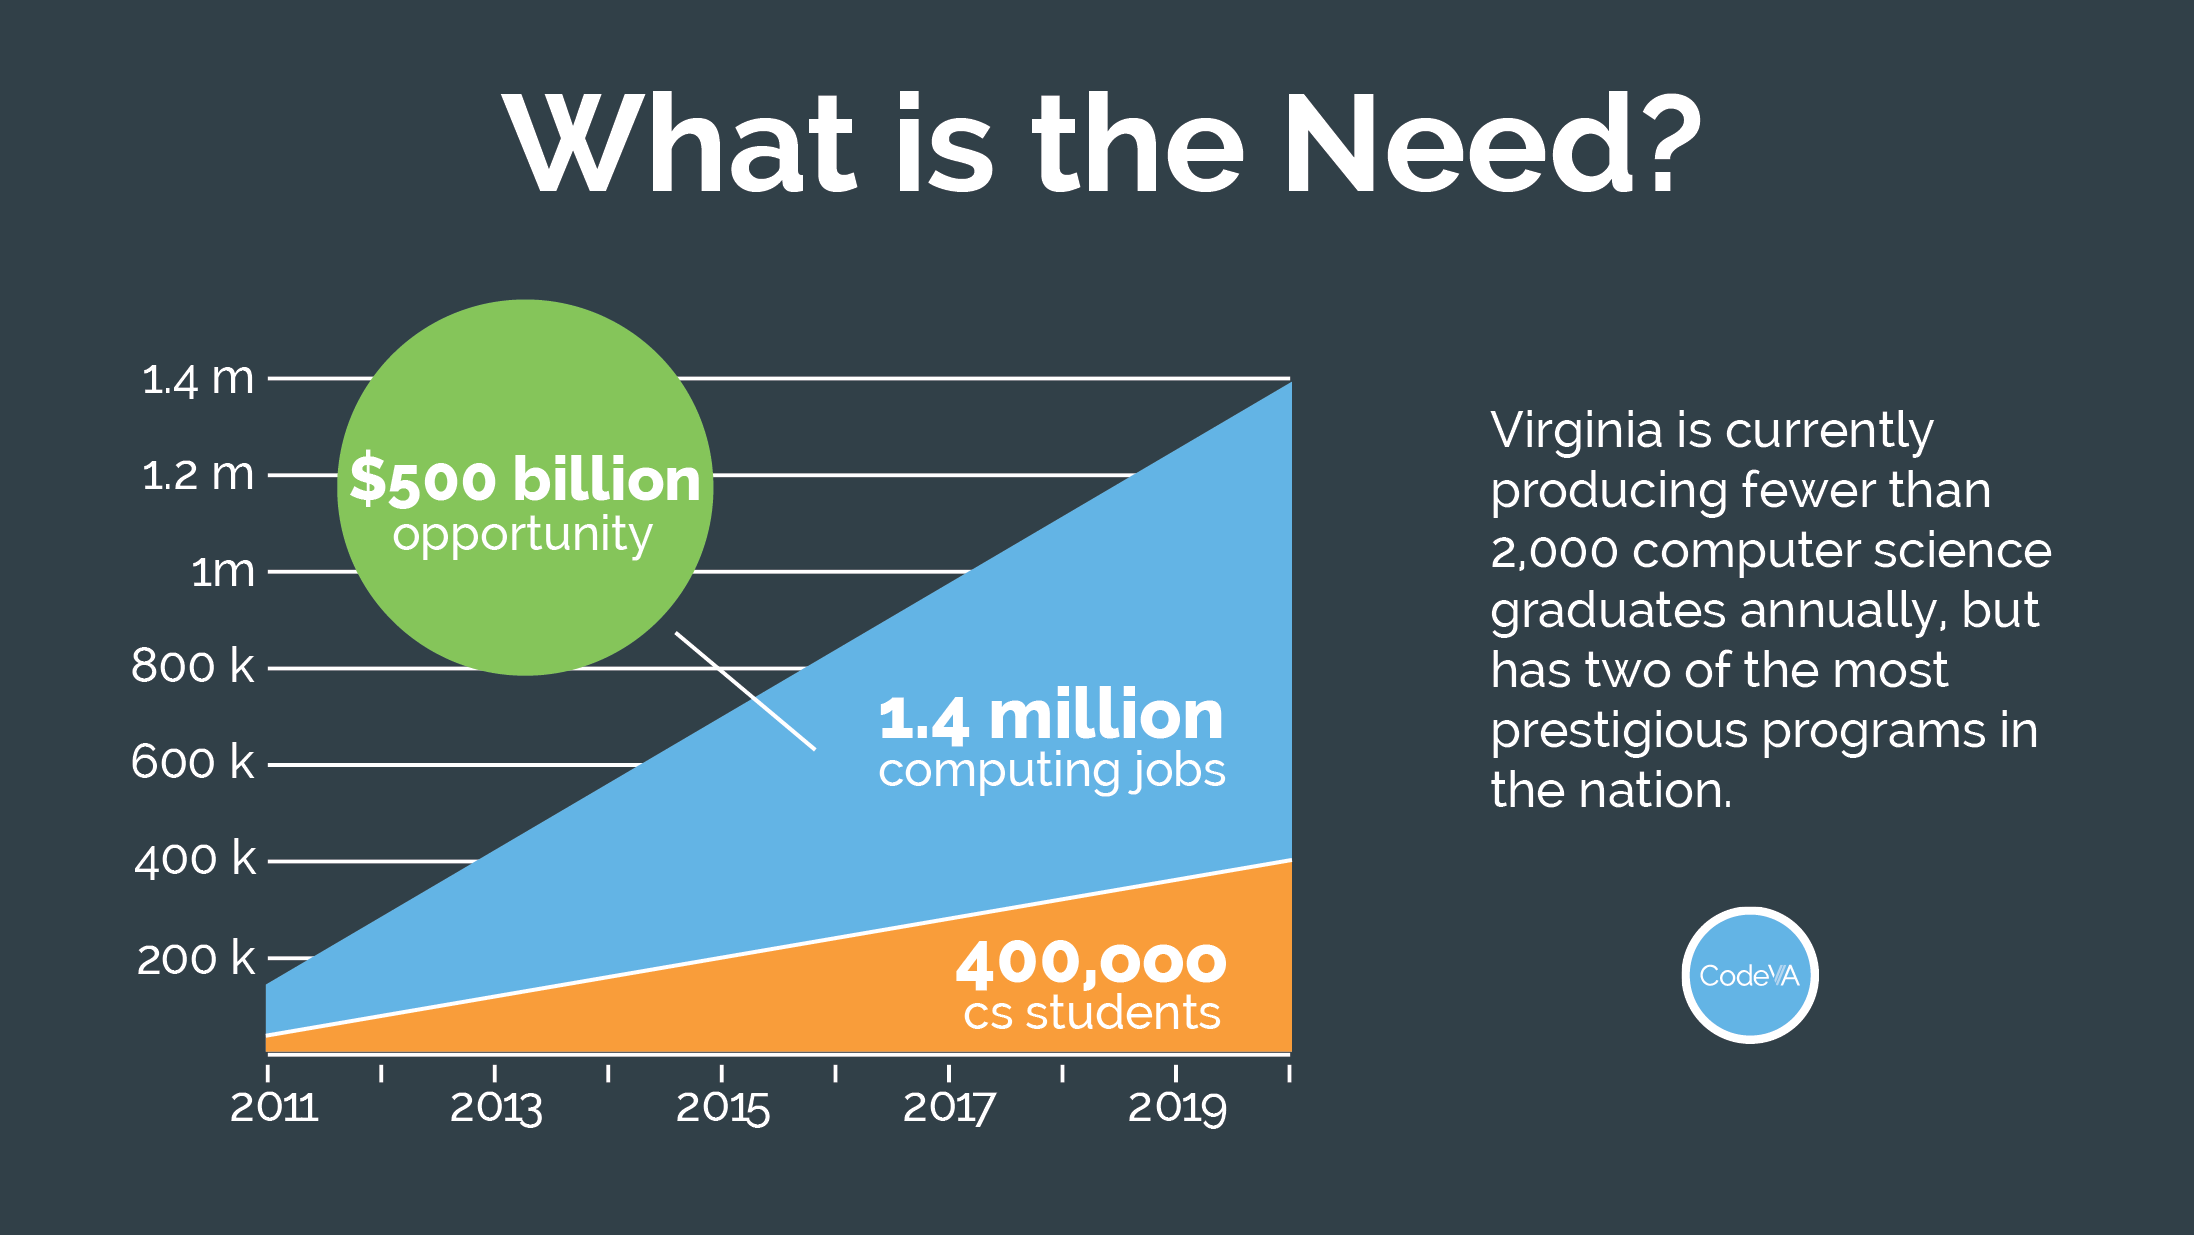 What is the Need?
1.4 m
1.2 m
1m
800 k
600 k
400 k
200 k
$500 billion
opportunity
1.4 million
computing jobs
400,000
cs students
2011
2013
2015
2017
2019
Virginia is currently
producing fewer than
2,000 computer science
graduates annually, but
has two of the most
prestigious programs in
the nation.
CodeVA